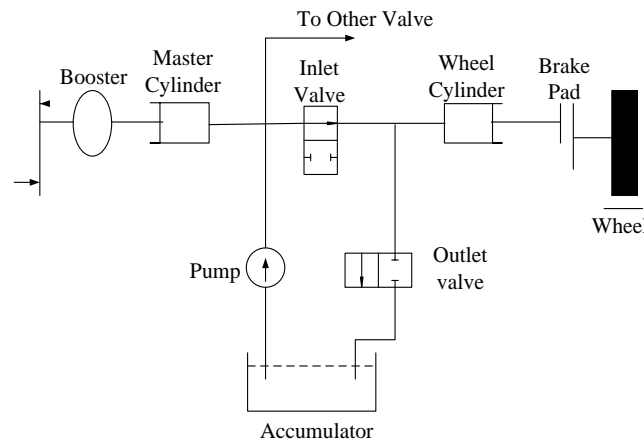 To Other Valve
Booster
Master
Cylinder
Inlet
Valve
Wheel
Cylinder
Brake
Pad
Wheel
Pump
Outlet
valve
Accumulator